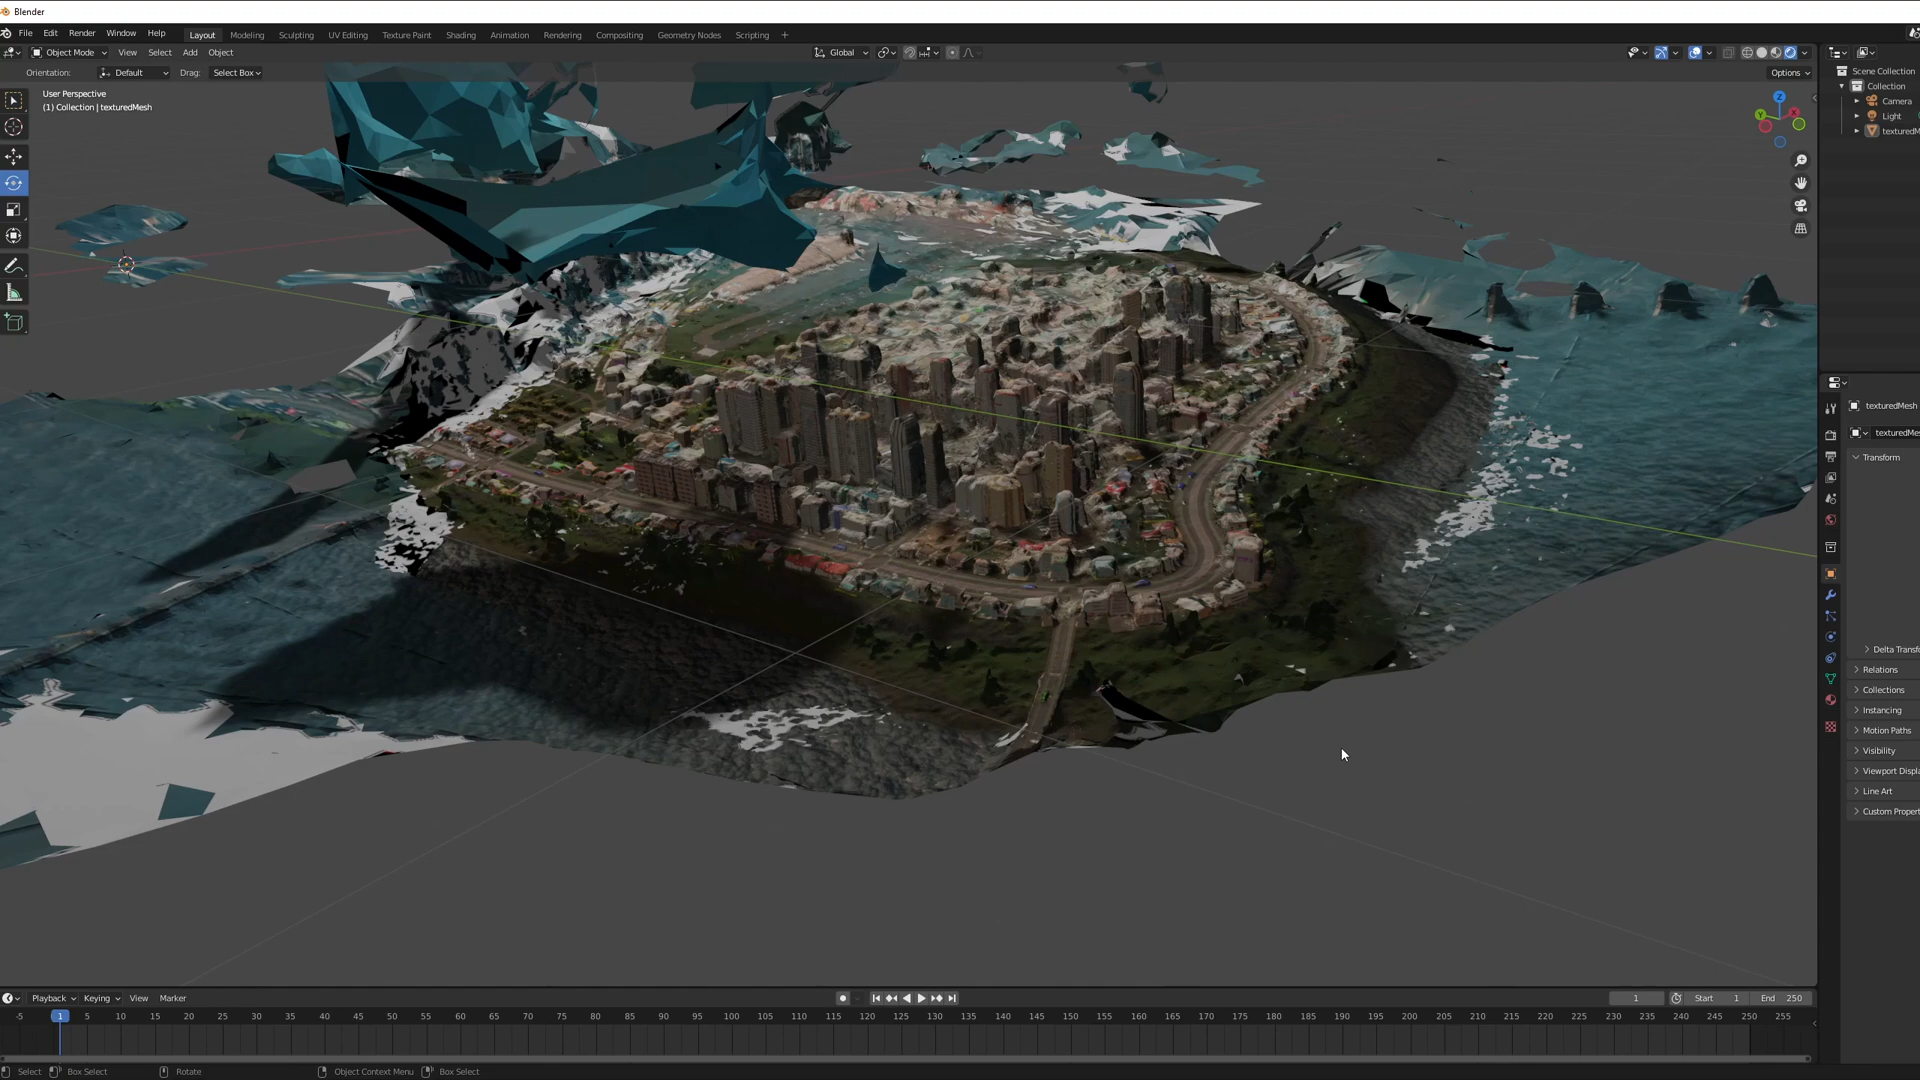 Blender
File Edit Render Window Help Layout Modeling Sculpting UV Editing Texture Paint Shading Animation Rendering Compositing Geometry Nodes Scripting +
Object Mode View Select Add Object Global
Orientation: Default Drag: Select Box Options
User Perspective
(1) Collection | texturedMesh
Z
Y
X
Scene Collection
Collection
Camera
Light
texturedM
texturedMesh
texturedMes
Transform
Delta Transf
Relations
Collections
Instancing
Motion Paths
Visibility
Viewport Displa
Line Art
Custom Propert
Playback Keying View Marker 1 Start 1 End 250
-5 1 5 10 15 20 25 30 35 40 45 50 55 60 65 70 75 80 85 90 95 100 105 110 115 120 125 130 135 140 145 150 155 160 165 170 175 180 185 190 195 200 205 210 215 220 225 230 235 240 245 250 255
Select Box Select Rotate Object Context Menu Box Select